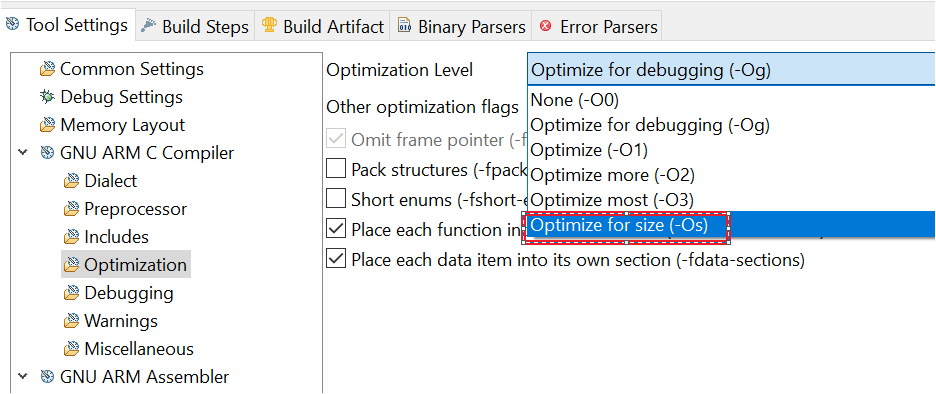 Tool Settings Build Steps Build Artifact Binary Parsers Error Parsers
Common Settings
Debug Settings
Memory Layout
GNU ARM C Compiler
Dialect
Preprocessor
Includes
Optimization
Debugging
Warnings
Miscellaneous
GNU ARM Assembler
Optimization Level Optimize for debugging (-Og)
Other optimization flags
Omit frame pointer (-f
Pack structures (-fpack
Short enums (-fshort-e
Place each function in
Place each data item into its own section (-fdata-sections)
None (-O0)
Optimize for debugging (-Og)
Optimize (-O1)
Optimize more (-O2)
Optimize most (-O3)
Optimize for size (-Os)